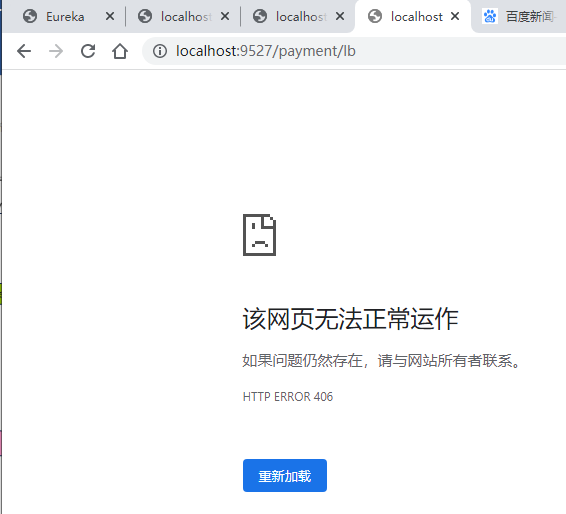 Eureka
localhost
localhost
localhost
百度新闻
localhost:9527/payment/lb
该网页无法正常运作
如果问题仍然存在，请与网站所有者联系。
HTTP ERROR 406
重新加载